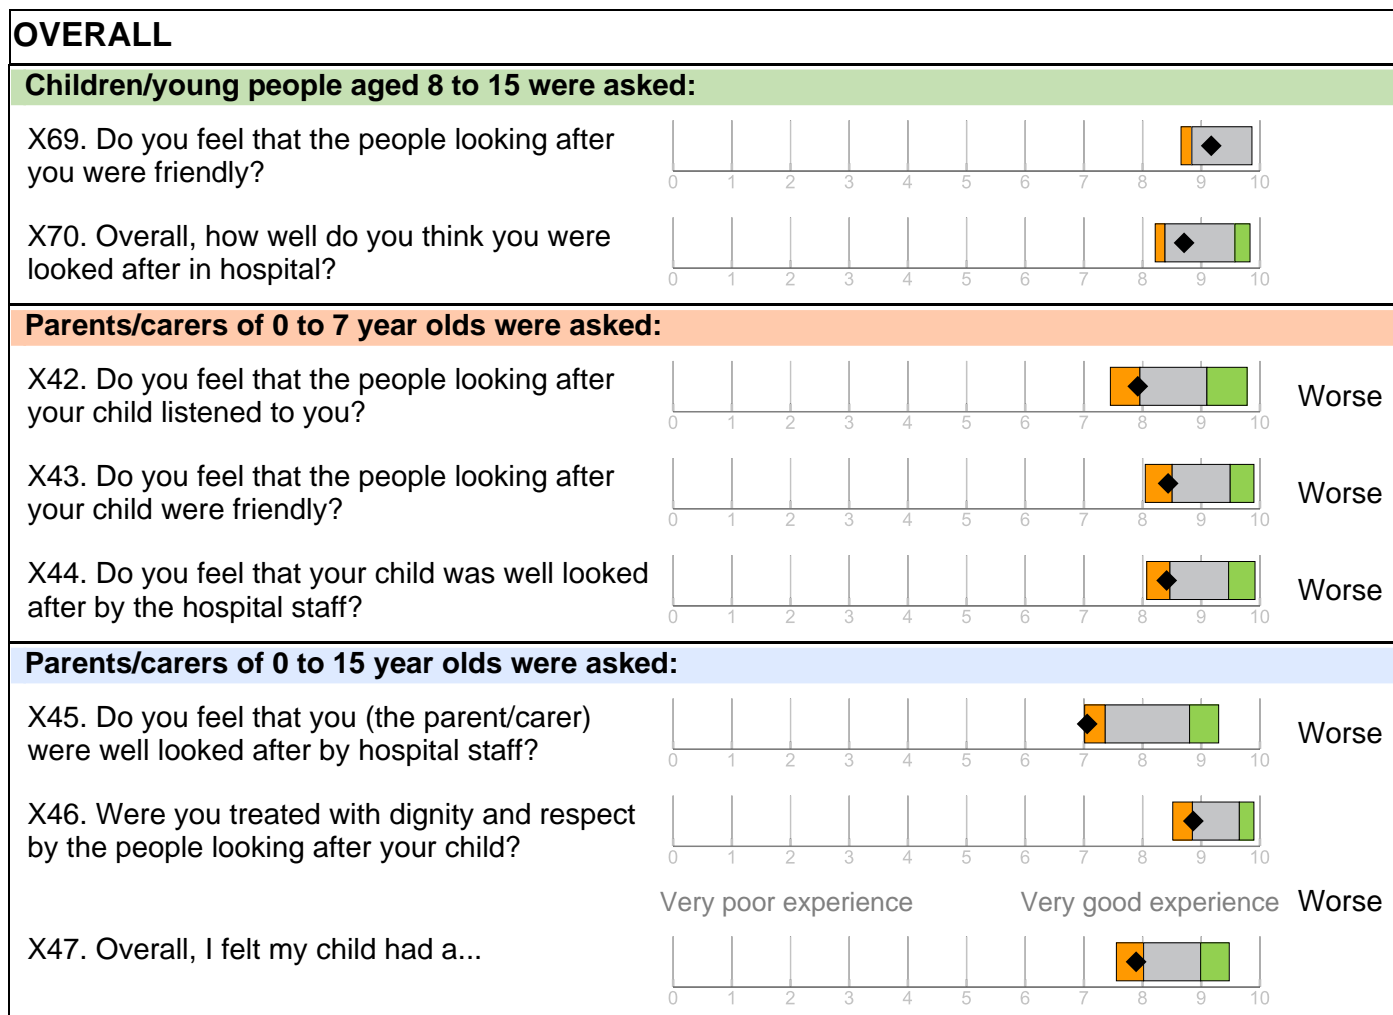 OVERALL
Children/young people aged 8 to 15 were asked:
X69. Do you feel that the people looking after
you were friendly?
0 1 2 3 4 5 6 7 8 9 10
X70. Overall, how well do you think you were
looked after in hospital?
0 1 2 3 4 5 6 7 8 9 10
Parents/carers of 0 to 7 year olds were asked:
X42. Do you feel that the people looking after
your child listened to you?
Worse
0 1 2 3 4 5 6 7 8 9 10
X43. Do you feel that the people looking after
your child were friendly?
Worse
0 1 2 3 4 5 6 7 8 9 10
X44. Do you feel that your child was well looked
after by the hospital staff?
Worse
0 1 2 3 4 5 6 7 8 9 10
Parents/carers of 0 to 15 year olds were asked:
X45. Do you feel that you (the parent/carer)
were well looked after by hospital staff?
Worse
0 1 2 3 4 5 6 7 8 9 10
X46. Were you treated with dignity and respect
by the people looking after your child?
0 1 2 3 4 5 6 7 8 9 10
Very poor experience Very good experience Worse
X47. Overall, I felt my child had a...
0 1 2 3 4 5 6 7 8 9 10